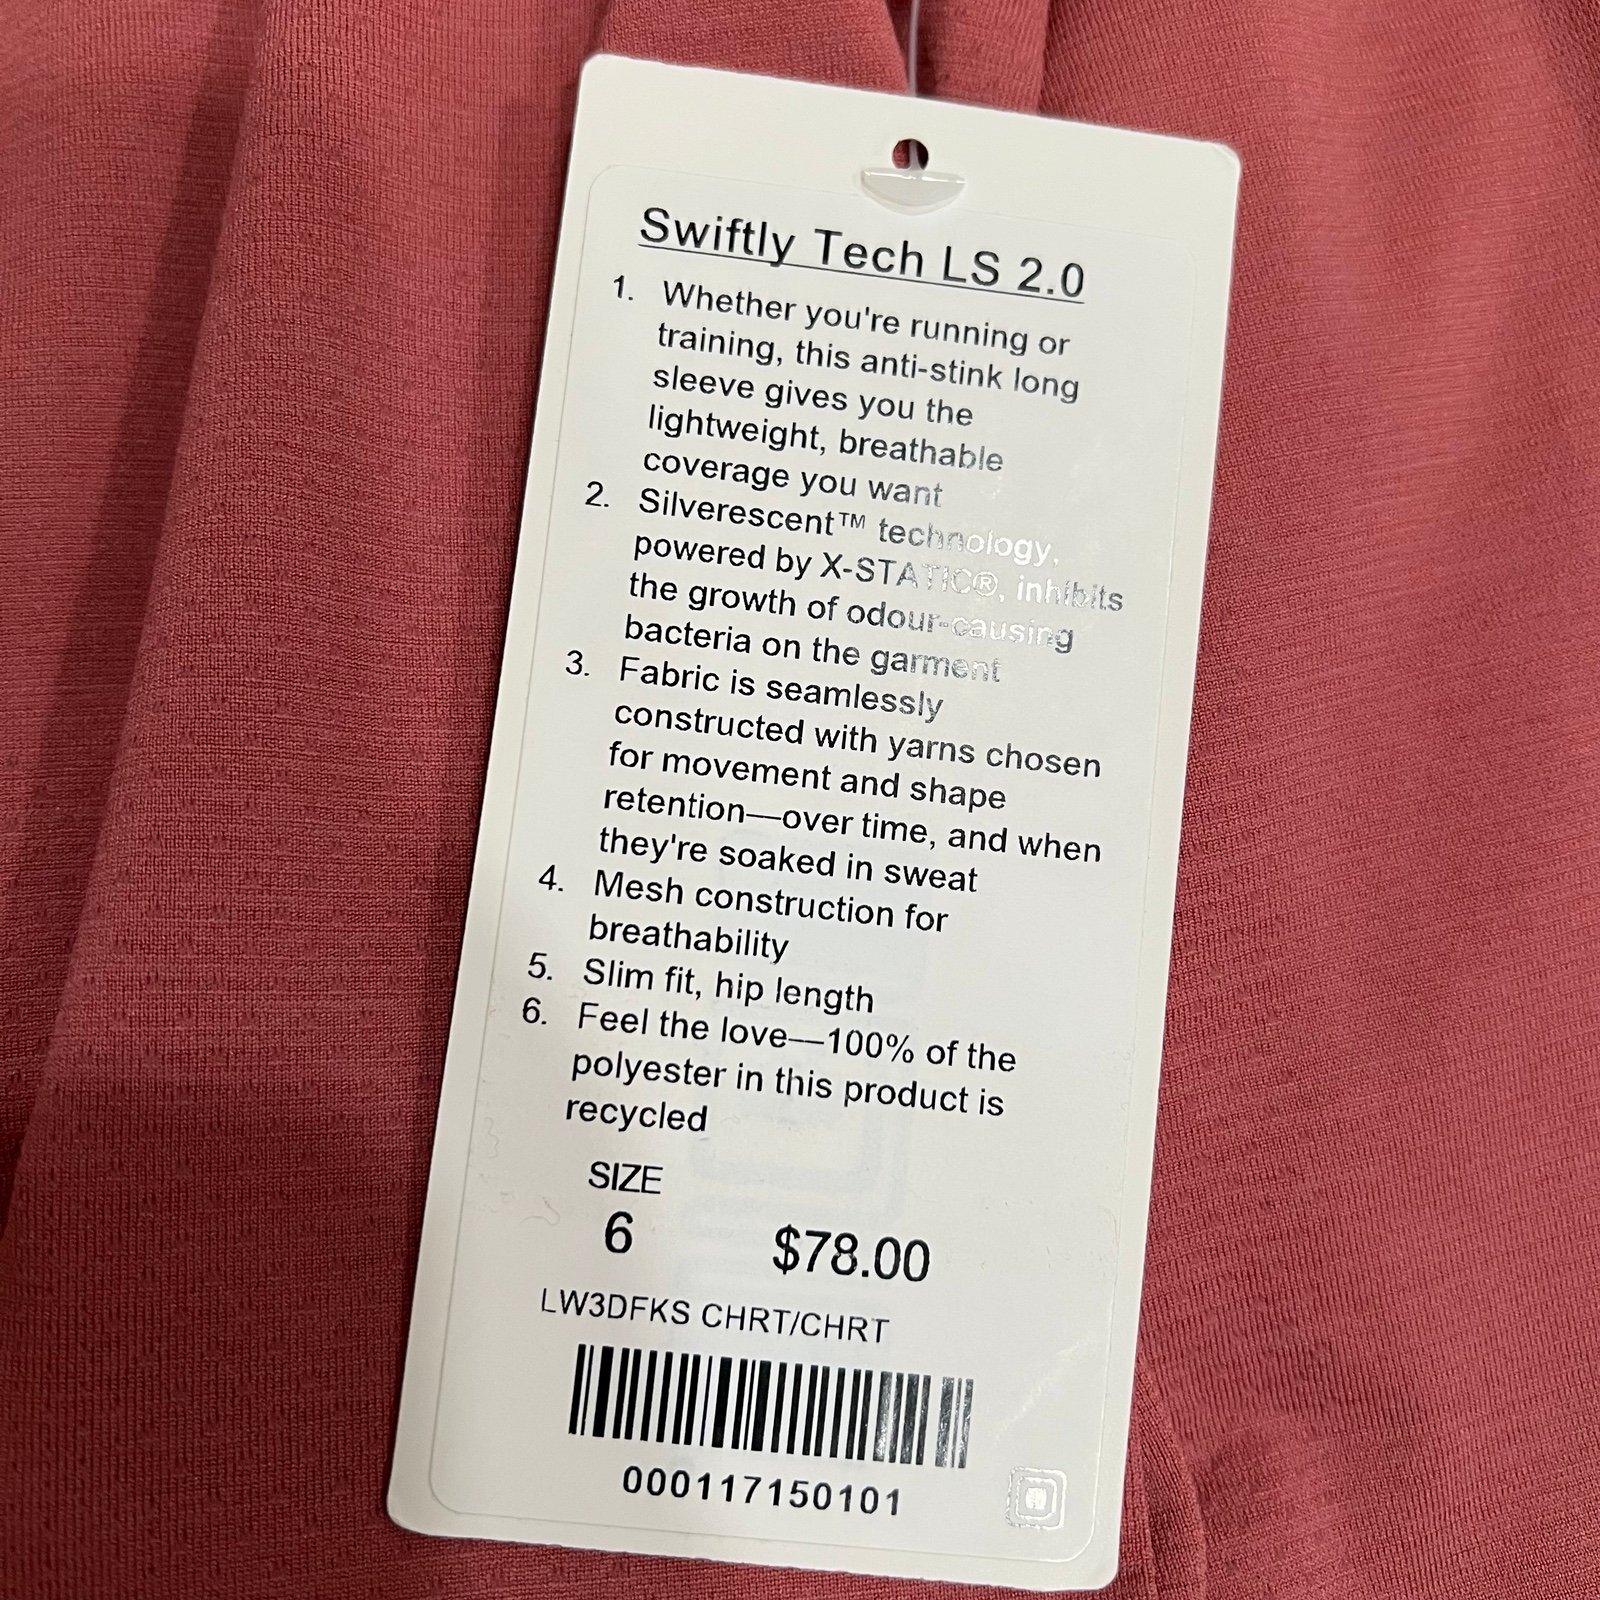 Swiftly Tech LS 2.0
1. Whether you're running or
training, this anti-stink long
sleeve gives you the
lightweight, breathable
coverage you want
2. Silverescent™ technology,
powered by X-STATIC®, inhibits
the growth of odour-causing
bacteria on the garment
3. Fabric is seamlessly
constructed with yarns chosen
for movement and shape
retention—over time, and when
they're soaked in sweat
4. Mesh construction for
breathability
5. Slim fit, hip length
6. Feel the love—100% of the
polyester in this product is
recycled
SIZE
6 $78.00
LW3DFKS CHRT/CHRT
000117150101